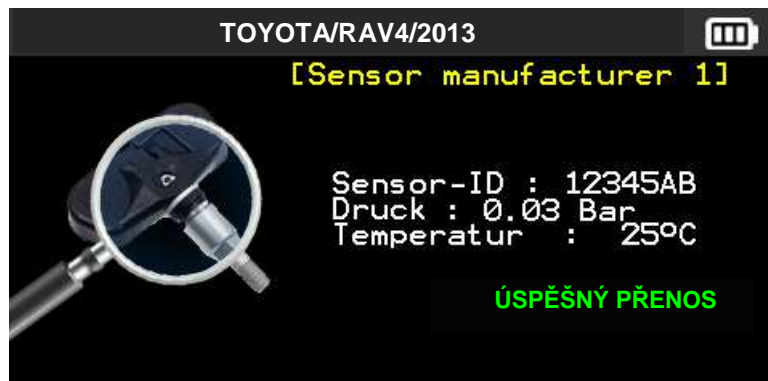 TOYOTA/RAV4/2013
[Sensor manufacturer 1]
Sensor-ID : 12345AB
Druck : 0.03 Bar
Temperatur : 25ºC
ÚSPĚŠNÝ PŘENOS